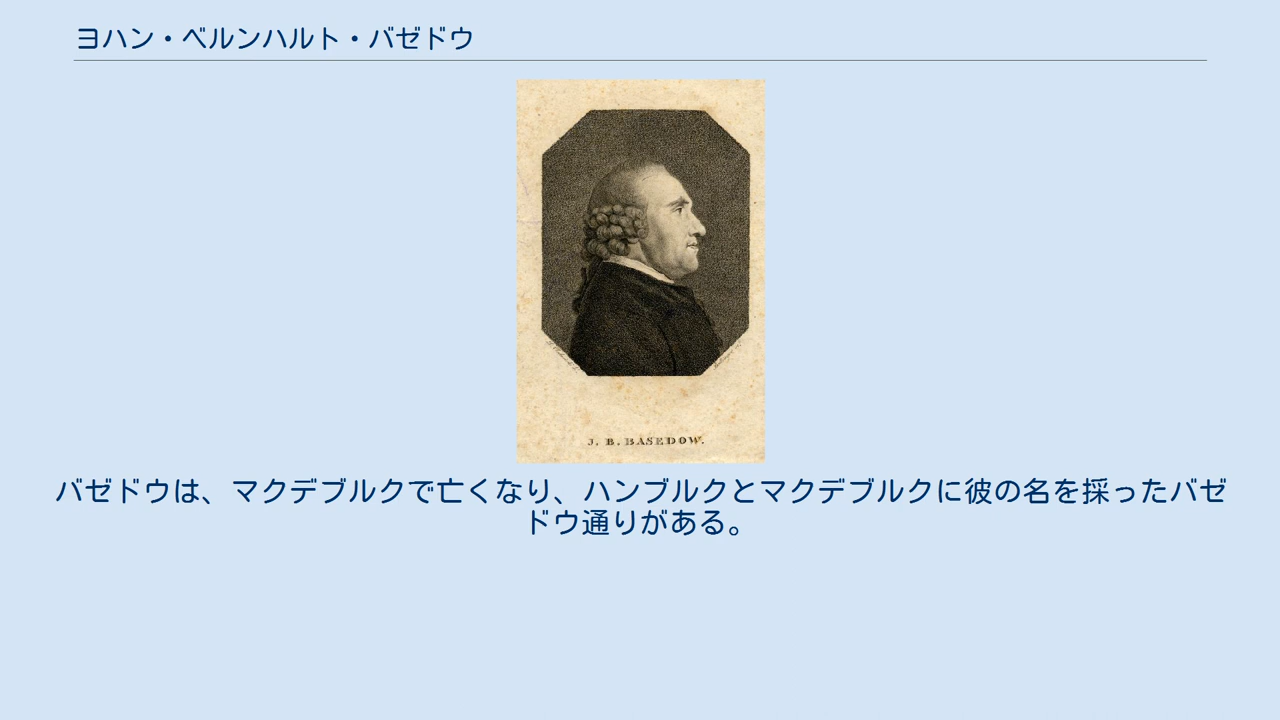 ヨハン・ベルンハルト・バゼドウ
J. B. BASEDOW.
バゼドウは、マクデブルクで亡くなり、ハンブルクとマクデブルクに彼の名を採ったバゼ
ドウ通りがある。